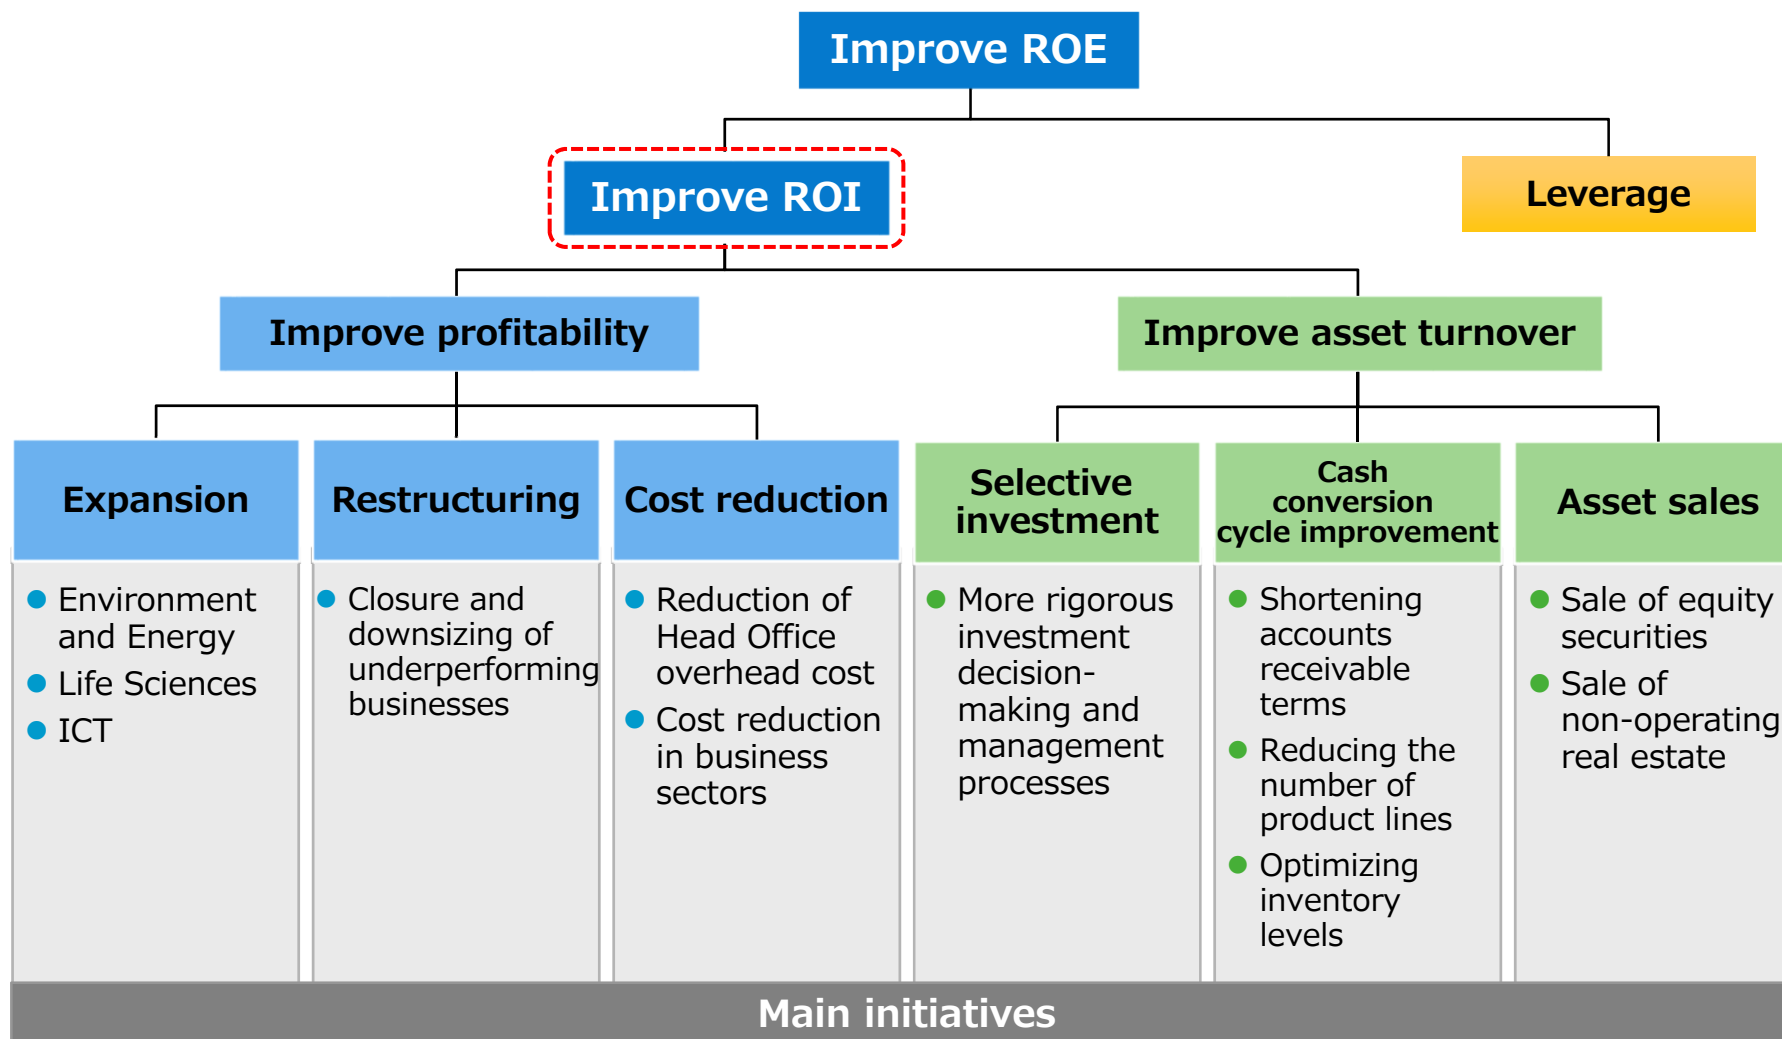 Improve ROE
Improve ROI
Leverage
Improve profitability
Improve asset turnover
Expansion
Restructuring
Cost reduction
Selective
investment
Cash
conversion
cycle improvement
Asset sales
Environment
and Energy
Life Sciences
ICT
Closure and
downsizing of
underperforming
businesses
Reduction of
Head Office
overhead cost
Cost reduction
in business
sectors
More rigorous
investment
decision-
making and
management
processes
Shortening
accounts
receivable
terms
Reducing the
number of
product lines
Optimizing
inventory
levels
Sale of equity
securities
Sale of
non-operating
real estate
Main initiatives